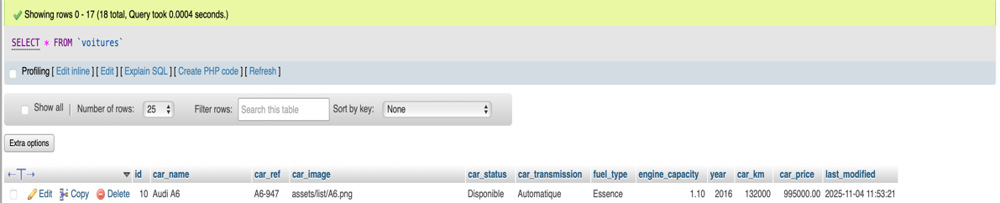 Showing rows 0 - 17 (18 total, Query took 0.0004 seconds.)
SELECT * FROM `voitures`
Profiling [ Edit inline ] [ Edit ] [ Explain SQL ] [ Create PHP code ] [ Refresh ]
Show all | Number of rows: 25 Filter rows: Search this table Sort by key: None
Extra options
←T→ id car_name car_ref car_image car_status car_transmission fuel_type engine_capacity year car_km car_price last_modified
Edit Copy Delete 10 Audi A6 A6-947 assets/list/A6.png Disponible Automatique Essence 1.10 2016 132000 995000.00 2025-11-04 11:53:21